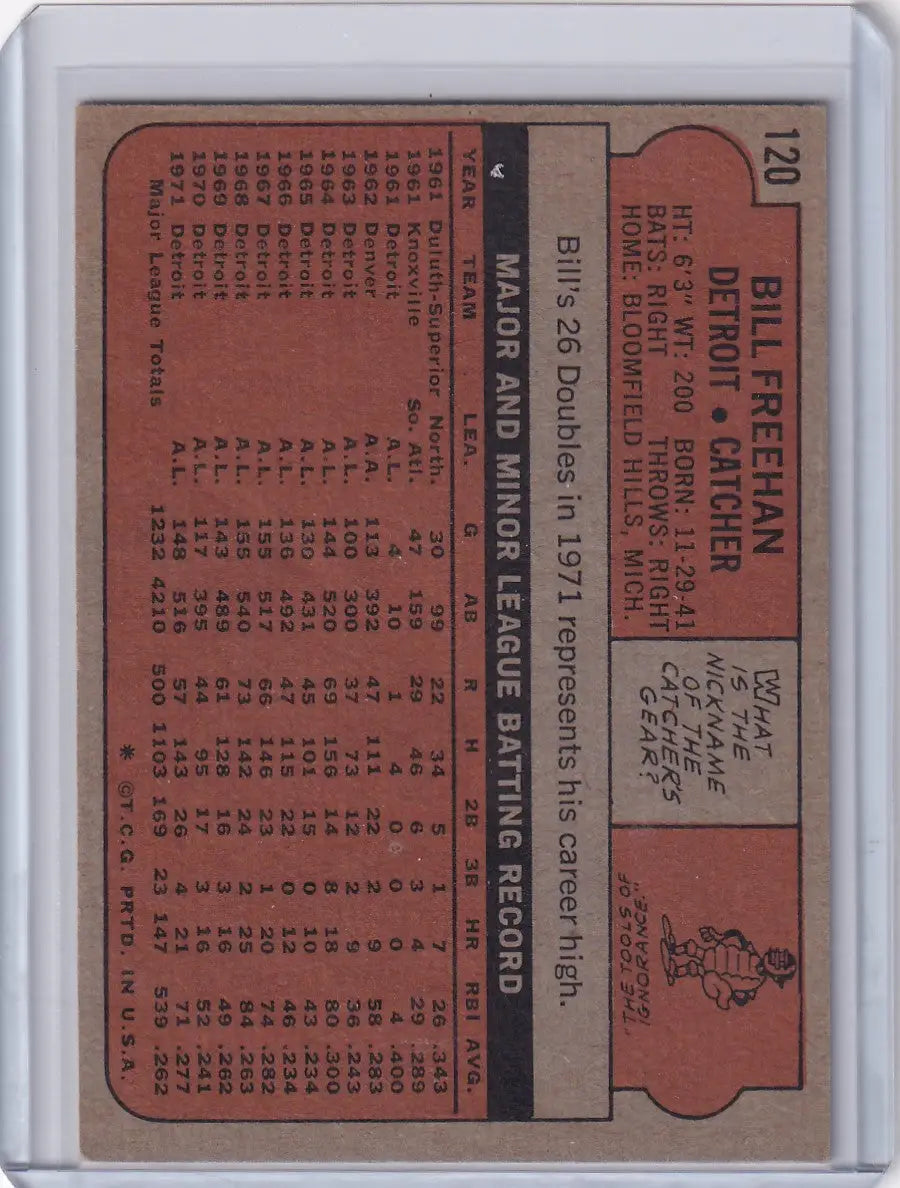 120
BILL FREEHAN
DETROIT • CATCHER
HT: 6'3" WT: 200 BORN: 11-29-41
BATS: RIGHT THROWS: RIGHT
HOME: BLOOMFIELD HILLS, MICH.
WHAT
IS THE
NICKNAME
OF THE
CATCHER'S
GEAR?
"THE TOOLS OF
IGNORANCE."
Bill's 26 Doubles in 1971 represents his career high.
MAJOR AND MINOR LEAGUE BATTING RECORD
YEAR TEAM LEA. G AB R H 2B 3B HR RBI AVG.
1961 Duluth-Superior North. 30 99 22 34 5 1 7 26 .343
1961 Knoxville So. Atl. 47 159 29 46 6 3 4 29 .289
1961 Detroit A.L. 4 10 1 4 0 0 0 4 .400
1962 Denver A.A. 113 392 47 111 22 2 9 58 .283
1963 Detroit A.L. 100 300 37 73 12 2 9 36 .243
1964 Detroit A.L. 144 520 69 156 14 8 18 80 .300
1965 Detroit A.L. 130 431 45 101 15 0 10 43 .234
1966 Detroit A.L. 136 492 47 115 22 0 12 46 .234
1967 Detroit A.L. 155 517 66 146 23 1 20 74 .282
1968 Detroit A.L. 155 540 73 142 24 2 25 84 .263
1969 Detroit A.L. 143 489 61 128 16 3 16 49 .262
1970 Detroit A.L. 117 395 44 95 17 3 16 52 .241
1971 Detroit A.L. 148 516 57 143 26 4 21 71 .277
Major League Totals 1232 4210 500 1103 169 23 147 539 .262
* ©T.C.G. PRTD. IN U.S.A.